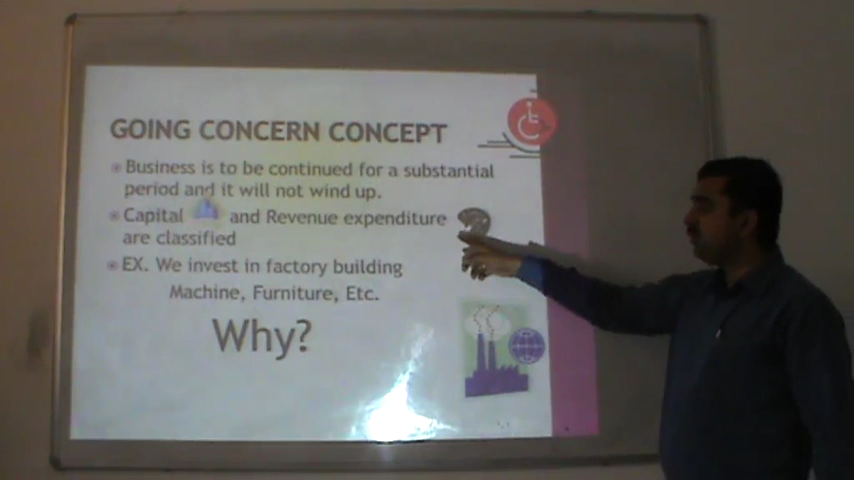 GOING CONCERN CONCEPT
Business is to be continued for a substantial
period and it will not wind up.
Capital and Revenue expenditure
are classified
EX. We invest in factory building
Machine, Furniture, Etc.
Why?